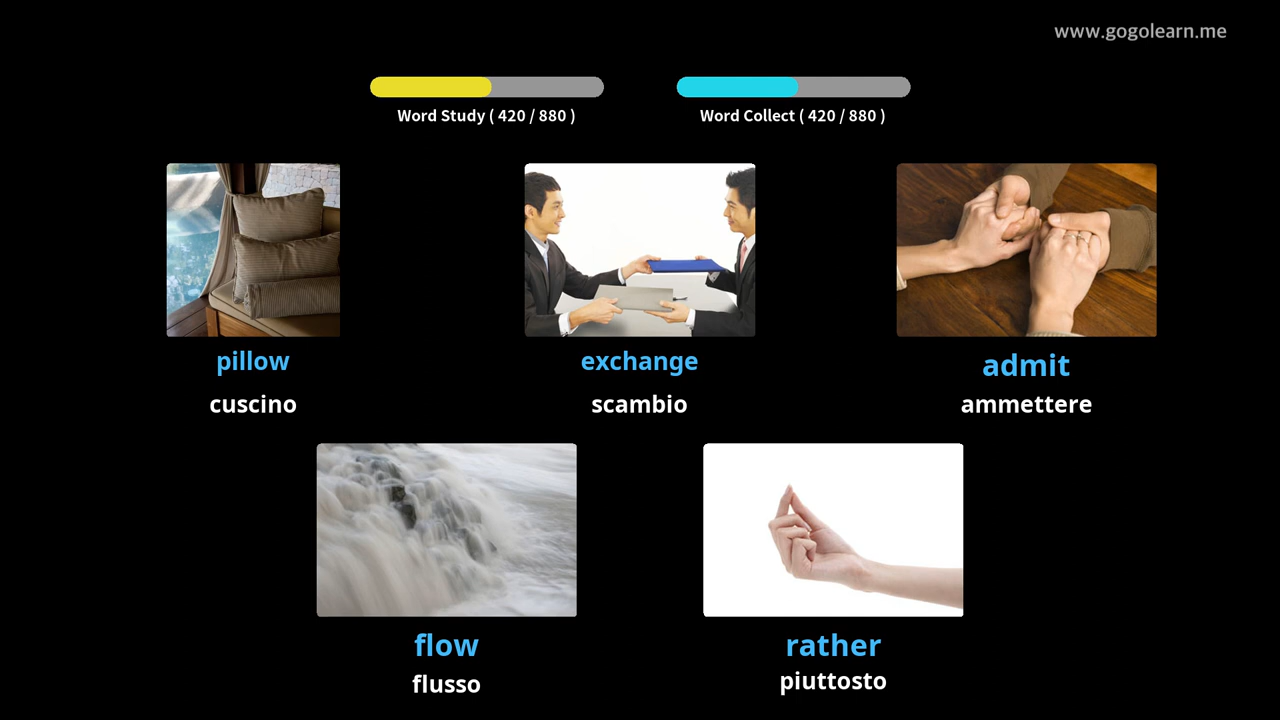 www.gogolearn.me
Word Study ( 420 / 880 )
Word Collect ( 420 / 880 )
pillow
cuscino
exchange
scambio
admit
ammettere
flow
flusso
rather
piuttosto